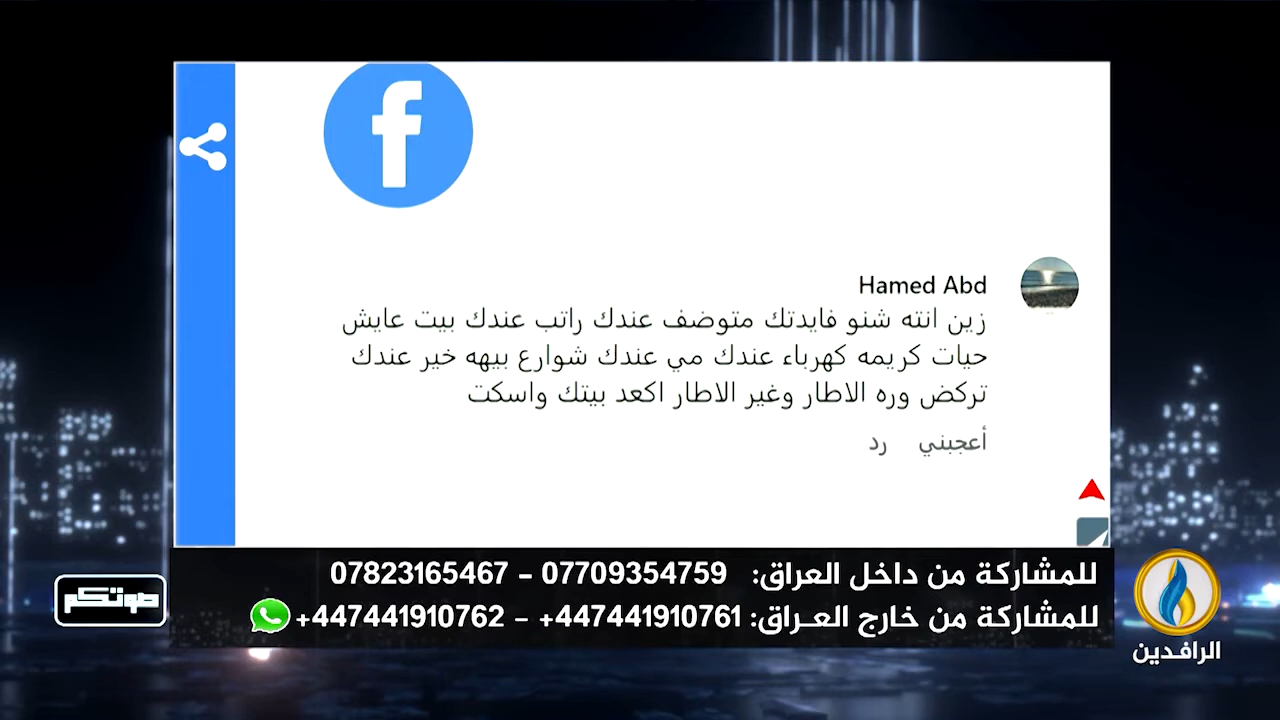 Hamed Abd
زين انته شنو فايدتك متوضف عندك راتب عندك بيت عايش
حيات كريمه كهرباء عندك مي عندك شوارع بيهه خير عندك
تركض وره الاطار وغير الاطار اكعد بيتك واسكت
أعجبني رد
للمشاركة من داخل العراق: 07709354759 - 07823165467
للمشاركة من خارج العـراق: 447441910761+ - 447441910762+
صوتكم
الرافدين